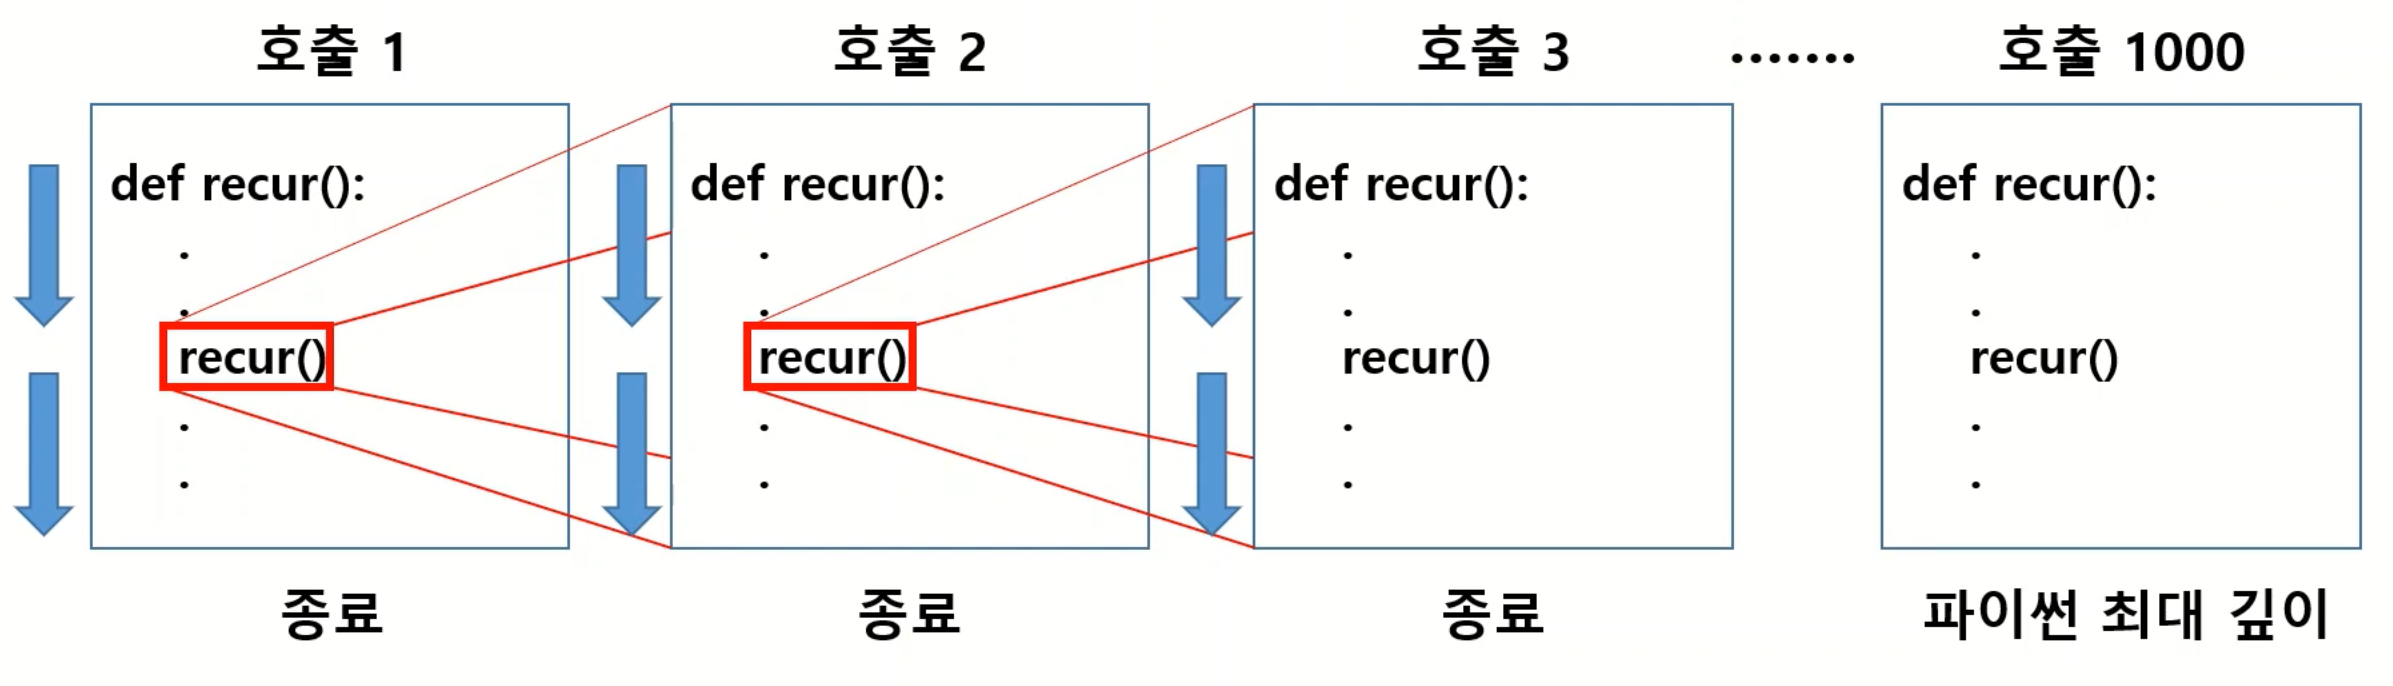 호출 1
호출 2
호출 3
.......
호출 1000
def recur():
.
.
recur()
.
.
def recur():
.
.
recur()
.
.
def recur():
.
.
recur()
.
.
def recur():
.
.
recur()
.
.
종료
종료
종료
파이썬 최대 깊이